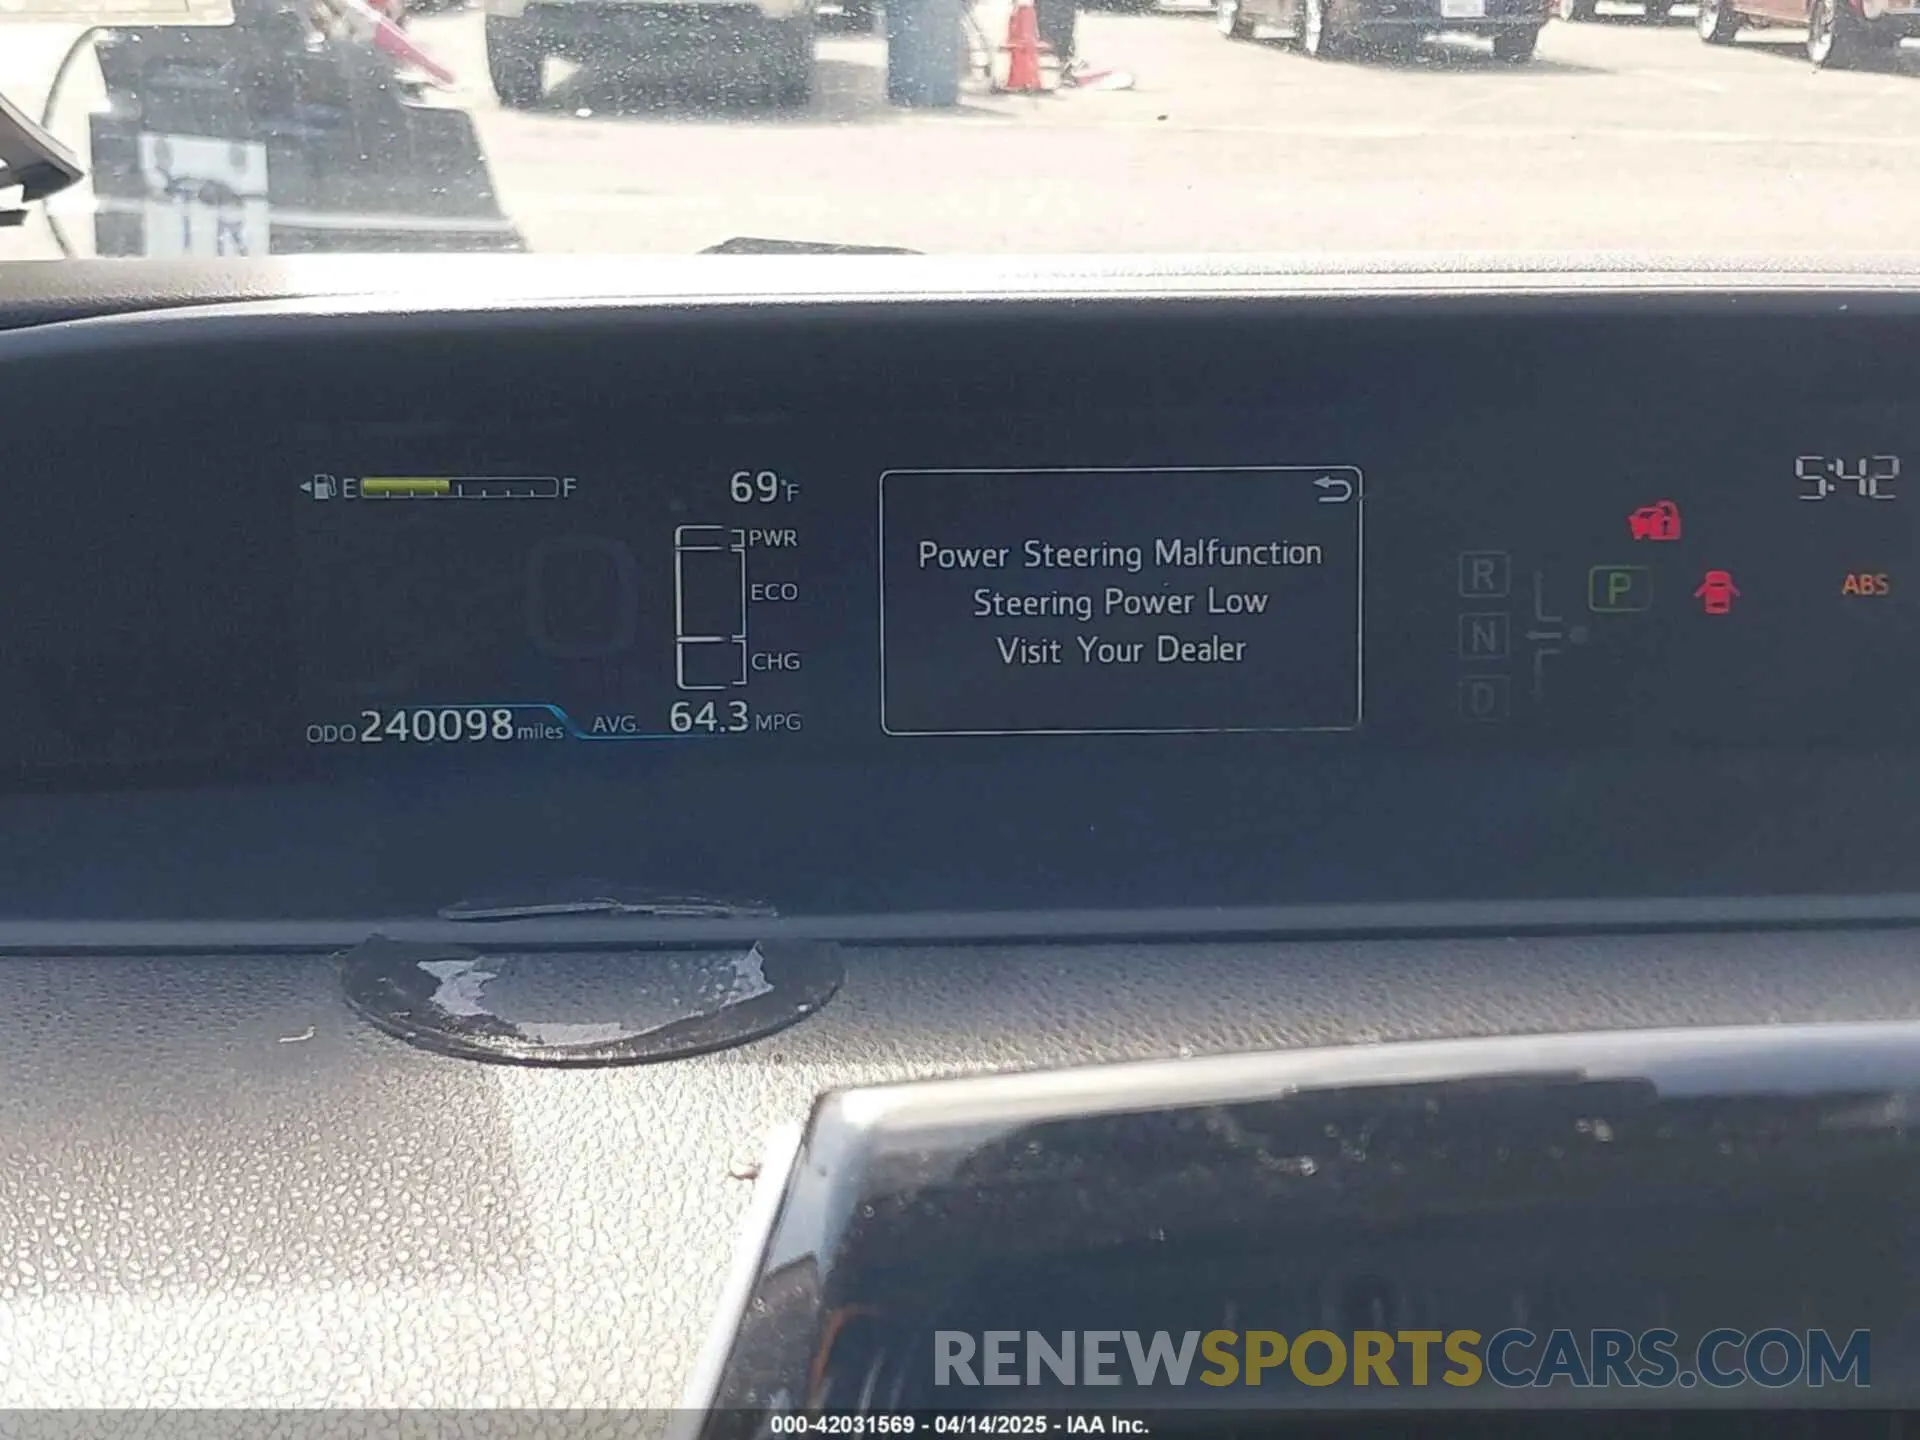 E F
69°F
5:42
PWR
Power Steering Malfunction
ECO
R
P
ABS
Steering Power Low
N
CHG
Visit Your Dealer
D
ODO 240098 miles AVG. 64.3 MPG
RENEWSPORTSCARS.COM
000-42031569 - 04/14/2025 - IAA Inc.